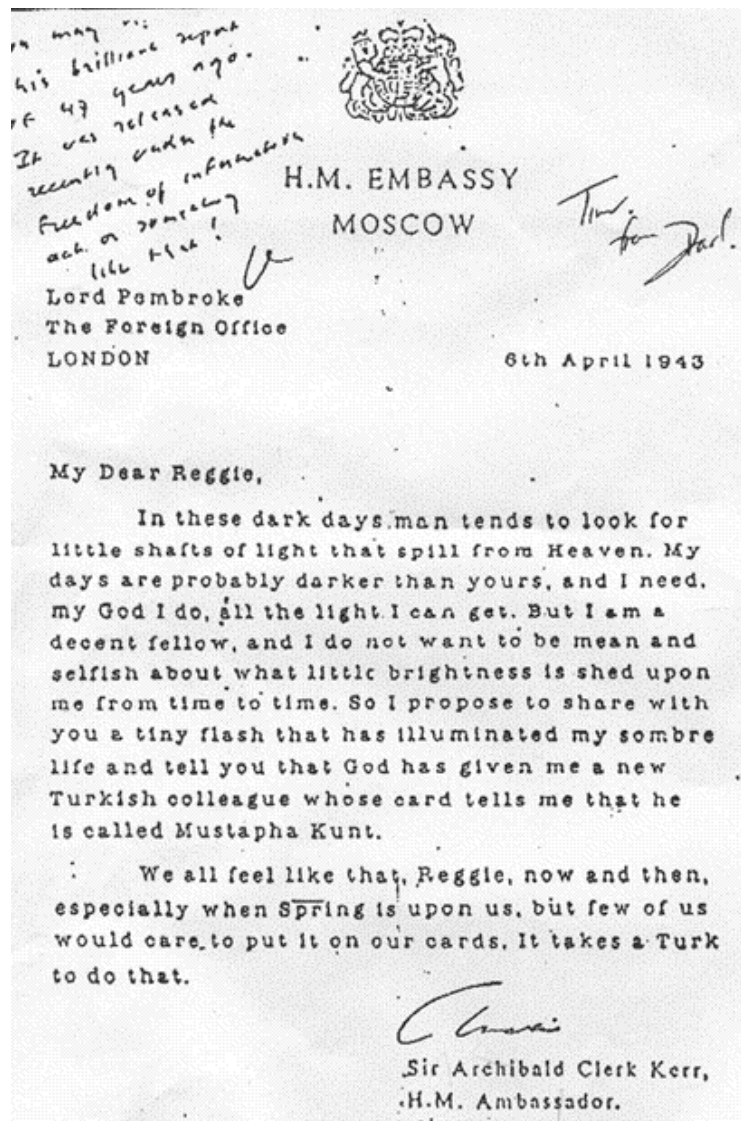 may
his brilliant report
of 47 years ago.
It was released
recently under the
freedom of information
act or something
like that!
H.M. EMBASSY
MOSCOW
from
Lord Pembroke
The Foreign Office
LONDON
6th April 1943
My Dear Reggie,
In these dark days man tends to look for
little shafts of light that spill from Heaven. My
days are probably darker than yours, and I need,
my God I do, all the light I can get. But I am a
decent fellow, and I do not want to be mean and
selfish about what little brightness is shed upon
me from time to time. So I propose to share with
you a tiny flash that has illuminated my sombre
life and tell you that God has given me a new
Turkish colleague whose card tells me that he
is called Mustapha Kunt.
We all feel like that, Reggie, now and then,
especially when Spring is upon us, but few of us
would care to put it on our cards. It takes a Turk
to do that.
Sir Archibald Clerk Kerr,
H.M. Ambassador.